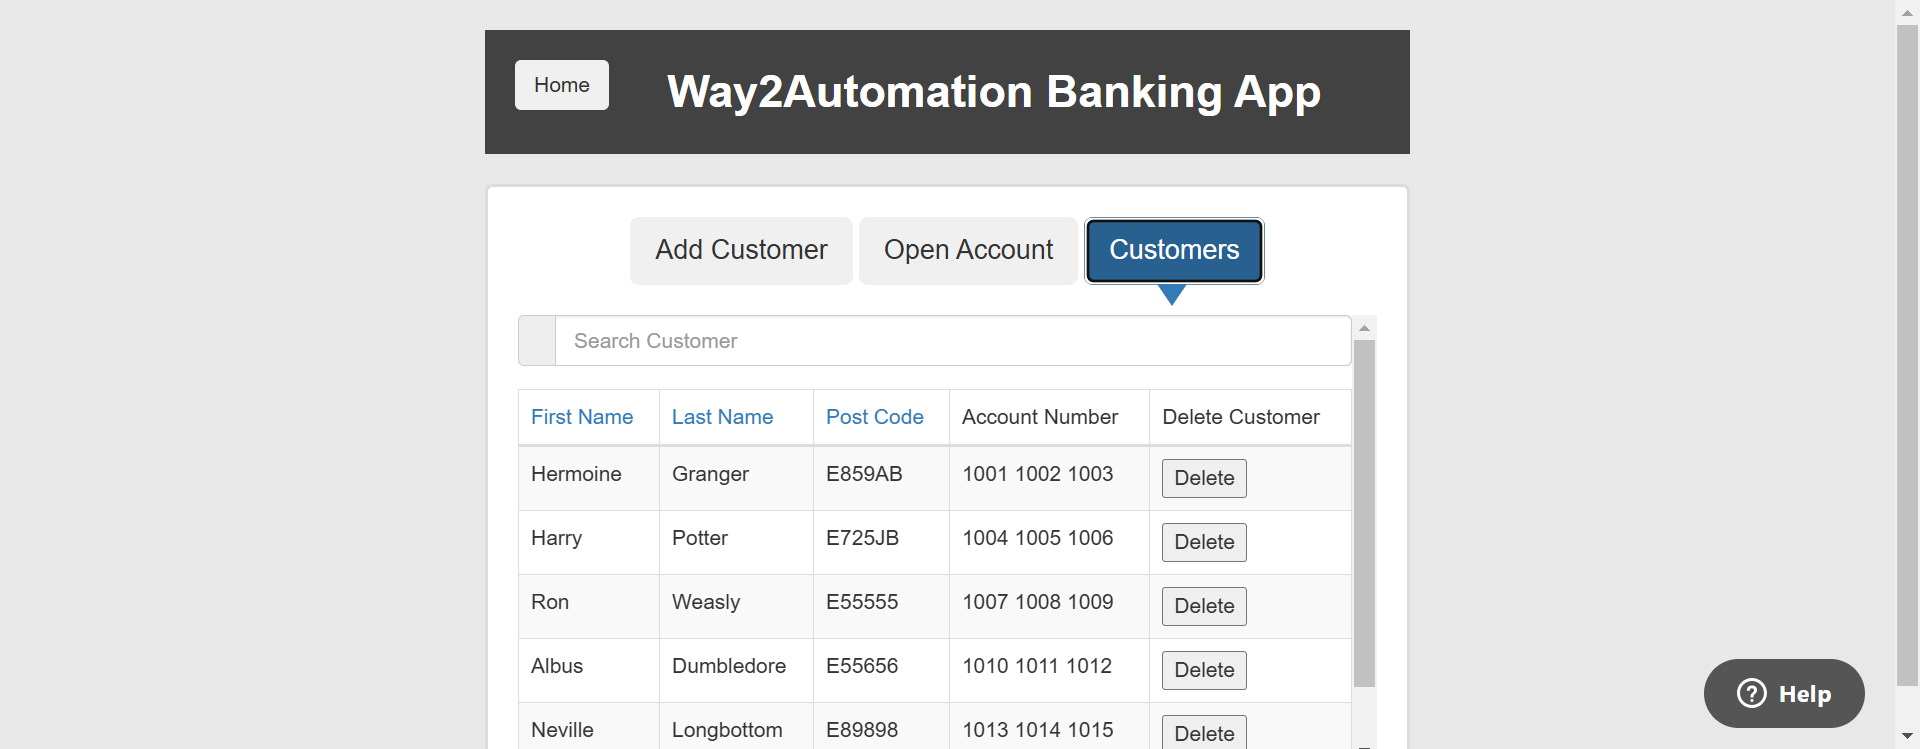 Home
Way2Automation Banking App
Add Customer Open Account Customers
Search Customer
First Name Last Name Post Code Account Number Delete Customer
Hermoine Granger E859AB 1001 1002 1003 Delete
Harry Potter E725JB 1004 1005 1006 Delete
Ron Weasly E55555 1007 1008 1009 Delete
Albus Dumbledore E55656 1010 1011 1012 Delete
Neville Longbottom E89898 1013 1014 1015 Delete
? Help